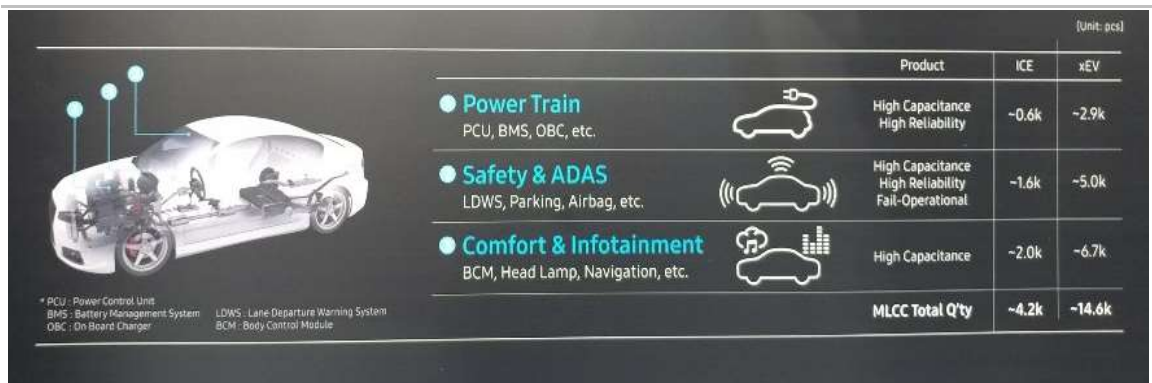 [Unit: pcs]
Product ICE xEV
Power Train
PCU, BMS, OBC, etc.
High Capacitance
High Reliability
~0.6k ~2.9k
Safety & ADAS
LDWS, Parking, Airbag, etc.
High Capacitance
High Reliability
Fail-Operational
~1.6k ~5.0k
Comfort & Infotainment
BCM, Head Lamp, Navigation, etc.
High Capacitance
~2.0k ~6.7k
MLCC Total Q'ty ~4.2k ~14.6k
* PCU : Power Control Unit
BMS : Battery Management System
OBC : On Board Charger
LDWS : Lane Departure Warning System
BCM : Body Control Module